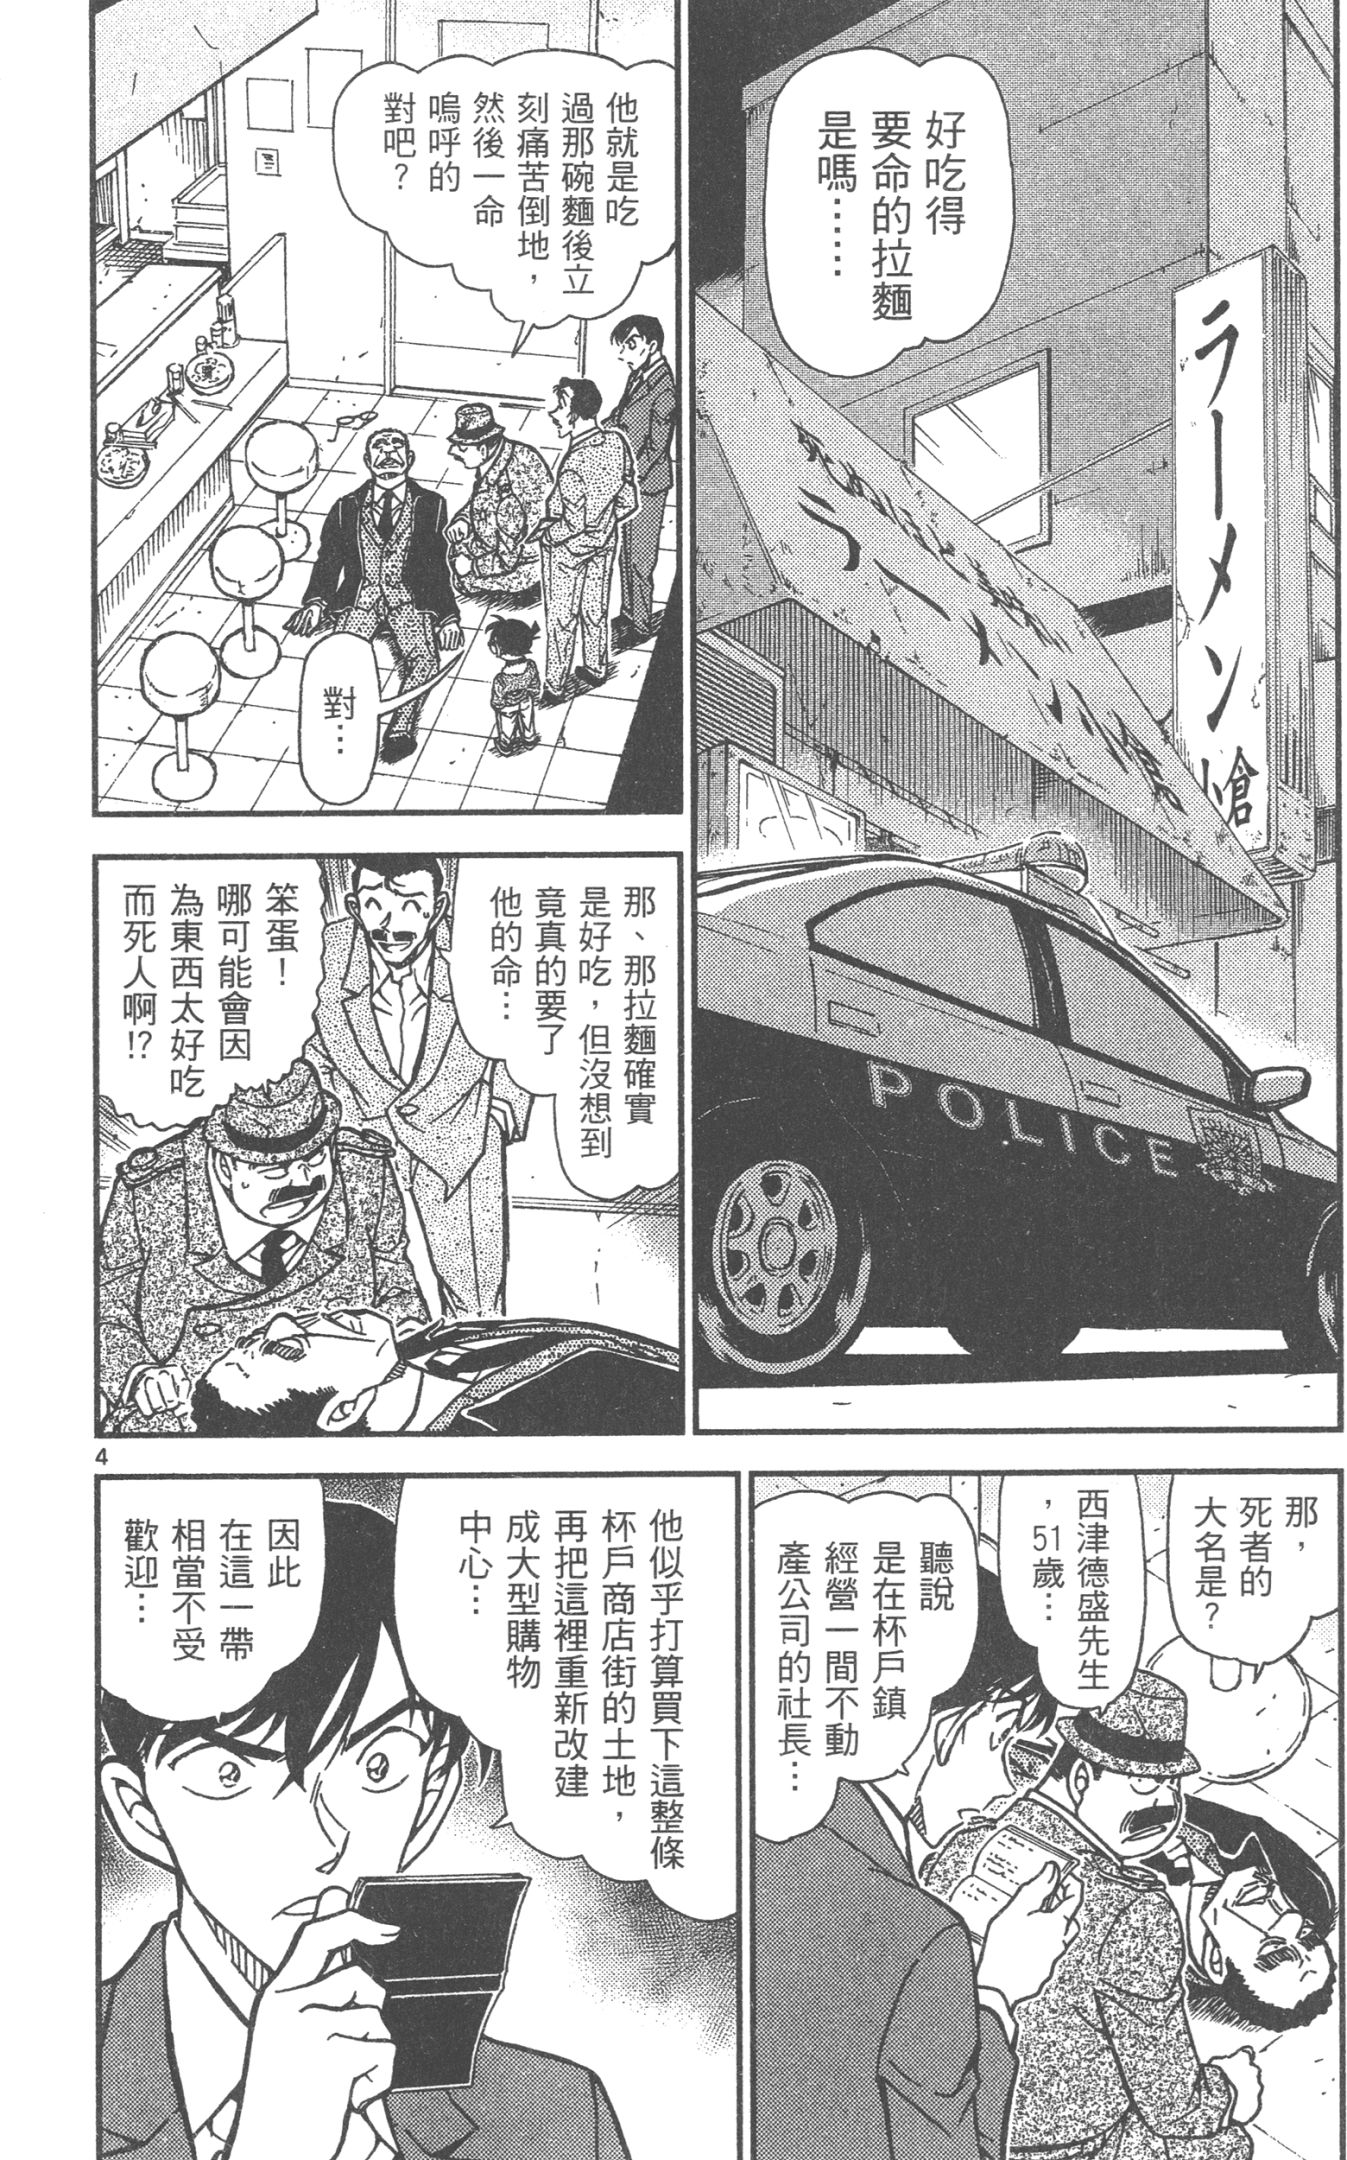 好吃得
要命的拉麵
是嗎……
ラーメン
ラーメン
POLICE
他就是吃
過那碗麵後立
刻痛苦倒地，
然後一命
嗚呼的
對吧？
對…
那、那拉麵確實
是好吃，但沒想到
竟真的要了
他的命…
笨蛋！
哪可能會因
為東西太好吃
而死人啊!?
4
那，
死者的
大名是？
西津德盛先生
，51歲…
聽說
是在杯戶鎮
經營一間不動
產公司的社長…
他似乎打算買下這整條
杯戶商店街的土地，
再把這裡重新改建
成大型購物
中心…
因此
在這一帶
相當不受
歡迎…